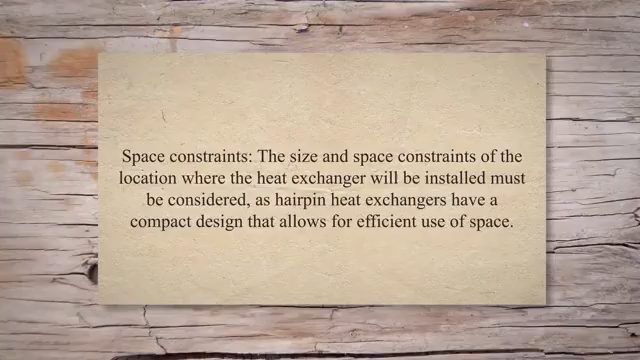 Space constraints: The size and space constraints of the
location where the heat exchanger will be installed must
be considered, as hairpin heat exchangers have a
compact design that allows for efficient use of space.